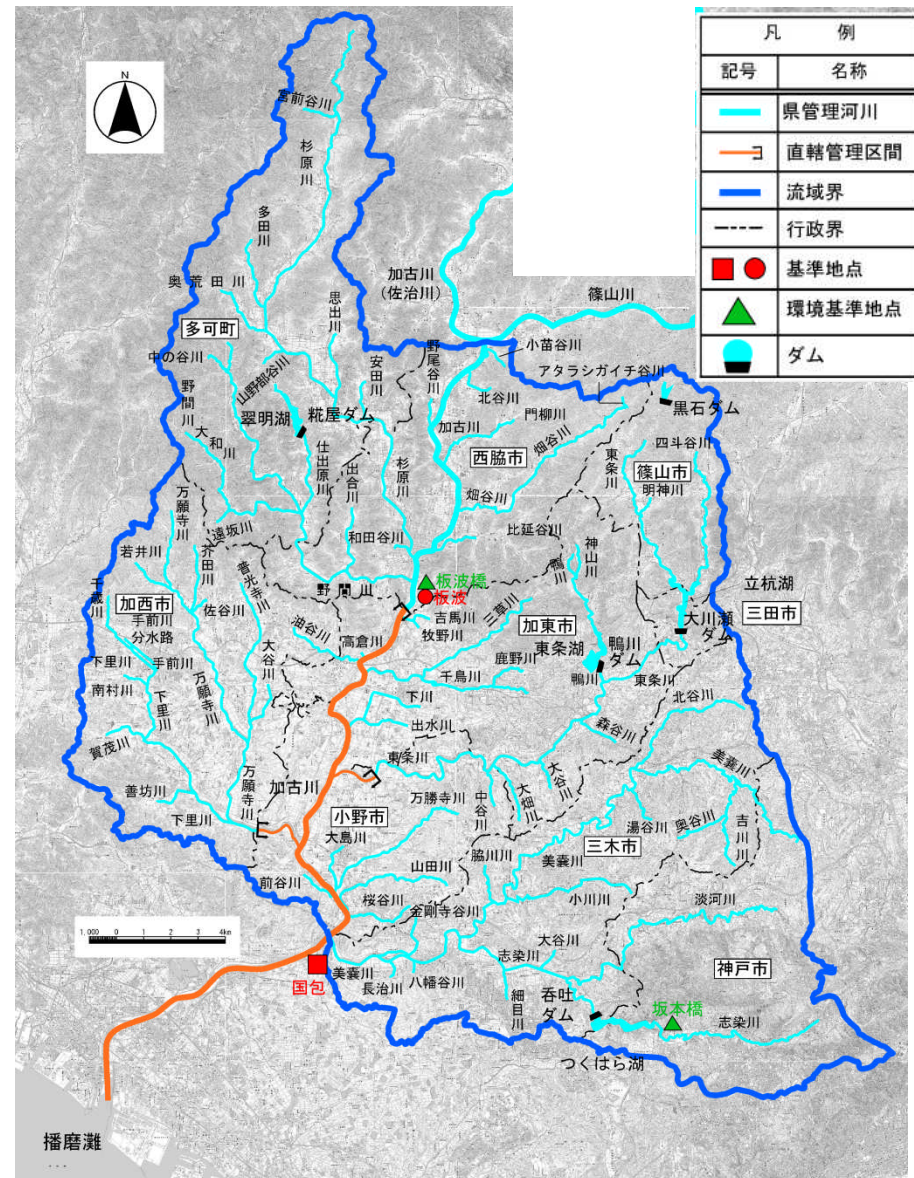 凡 例
記号 名称
県管理河川
直轄管理区間
流域界
行政界
基準地点
環境基準地点
ダム
N
宮前谷川
杉原川
多田川
奥荒田川
加古川
(佐治川)
篠山川
思出川
多可町
中の谷川
山野部谷川
安田川
野尾谷川
小苗谷川
アタラシガイチ谷川
北谷川
黒石ダム
野間川
翠明湖
糀屋ダム
加古川
門柳川
畑谷川
四斗谷川
大和川
西脇市
東条川
篠山市
仕出原川
出合川
杉原川
明神川
万願寺川
畑谷川
遠坂川
和田谷川
比延谷川
神山川
若井川
芥田川
普光寺川
野間川
板波橋
板波
鴨川
立杭湖
三田市
千歳川
加西市
佐谷川
吉馬川
三草川
加東市
大川瀬
ダム
手前川
分水路
油谷川
高倉川
牧野川
東条湖
鴨川
ダム
下里川
手前川
大谷川
鹿野川
南村川
下里川
万願寺川
千鳥川
鴨川
東条川
北谷川
下川
賀茂川
出水川
森谷川
美嚢川
東条川
加古川
万願寺川
善坊川
小野市
万勝寺川
中谷川
大畑川
大谷川
下里川
大島川
湯谷川
奥谷川
吉川川
脇川川
美嚢川
三木市
前谷川
山田川
桜谷川
小川川
淡河川
金剛寺谷川
1,000 0 1 2 3 4km
大谷川
志染川
神戸市
国包
美嚢川
長治川
八幡谷川
細目川
呑吐
ダム
坂本橋
志染川
つくはら湖
播磨灘